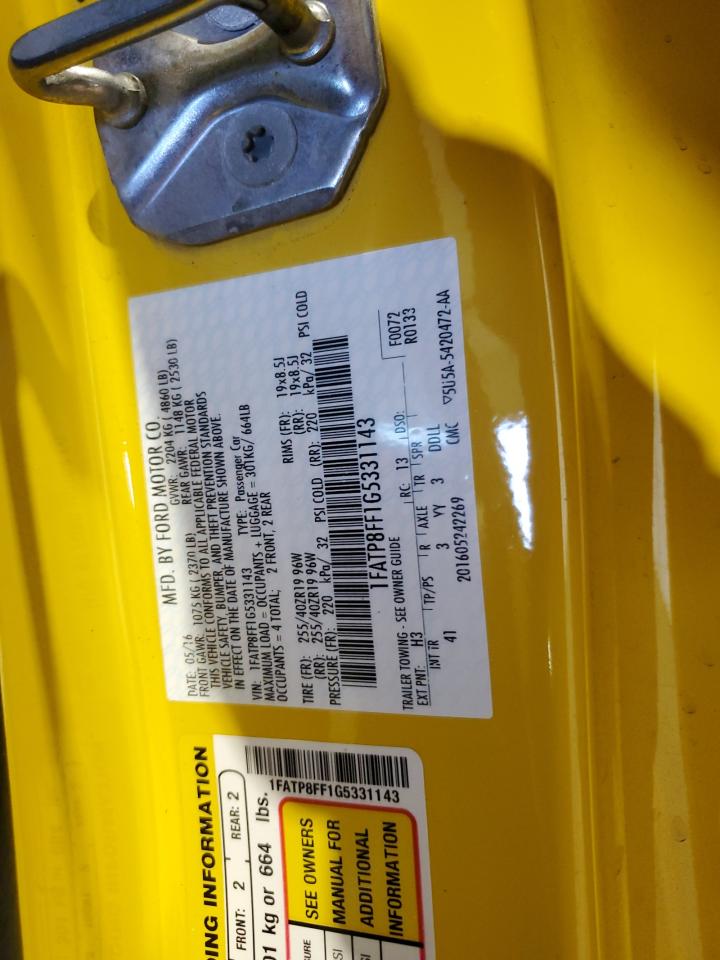 MFD. BY FORD MOTOR CO.
DATE: 05/16 GVWR: 2204 KG ( 4860 LB)
FRONT GAWR: 1075 KG ( 2370 LB) REAR GAWR: 1148 KG ( 2530 LB)
THIS VEHICLE CONFORMS TO ALL APPLICABLE FEDERAL MOTOR
VEHICLE SAFETY, BUMPER, AND THEFT PREVENTION STANDARDS
IN EFFECT ON THE DATE OF MANUFACTURE SHOWN ABOVE.
VIN: 1FATP8FF1G5331143 TYPE: Passenger Car
MAXIMUM LOAD = OCCUPANTS + LUGGAGE = 301KG/ 664LB
OCCUPANTS = 4 TOTAL; 2 FRONT, 2 REAR
TIRE (FR): 255/40ZR19 96W RIMS (FR): 19x8.5J
(RR): 255/40ZR19 96W (RR): 19x8.5J
PRESSURE (FR): 220 kPa/ 32 PSI COLD (RR): 220 kPa/ 32 PSI COLD
1FATP8FF1G5331143
TRAILER TOWING - SEE OWNER GUIDE
F0072
R0133
EXT PNT: H3 RC: 13 DSO:
INT TR TP/PS R AXLE TR SPR
41 3 YY 3 DDLL
201605242269 CMC ▽5U5A-5420472-AA
DING INFORMATION
FRONT: 2 REAR: 2
01 kg or 664 lbs.
1FATP8FF1G5331143
SURE
SEE OWNERS
MANUAL FOR
ADDITIONAL
INFORMATION
SI
SI